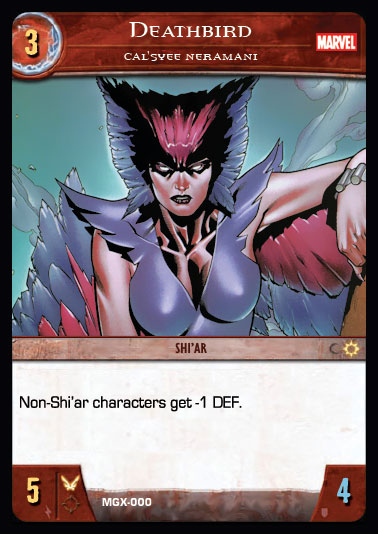 3
Deathbird
MARVEL
CAL'SYEE NERAMANI
SHI'AR
C
Non-Shi'ar characters get -1 DEF.
5
MGX-000
4